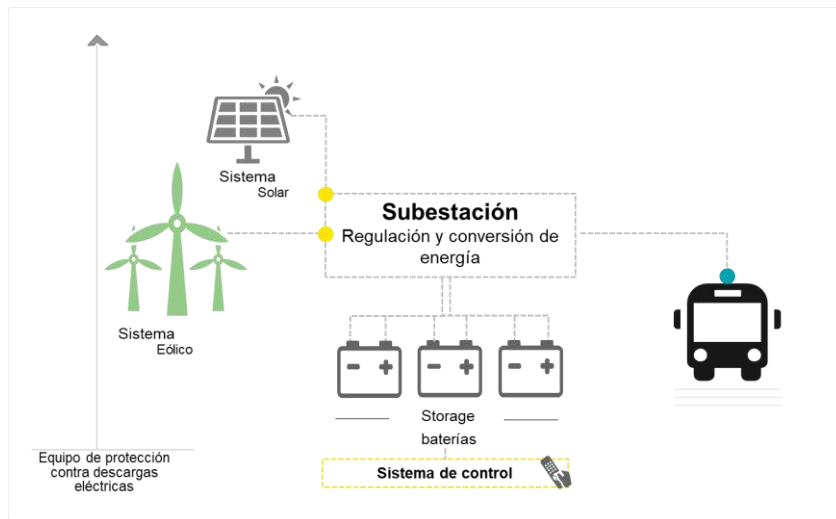 Sistema
Solar
Subestación
Regulación y conversión de
energía
Sistema
Eólico
Storage
baterías
Equipo de protección
contra descargas
eléctricas
Sistema de control